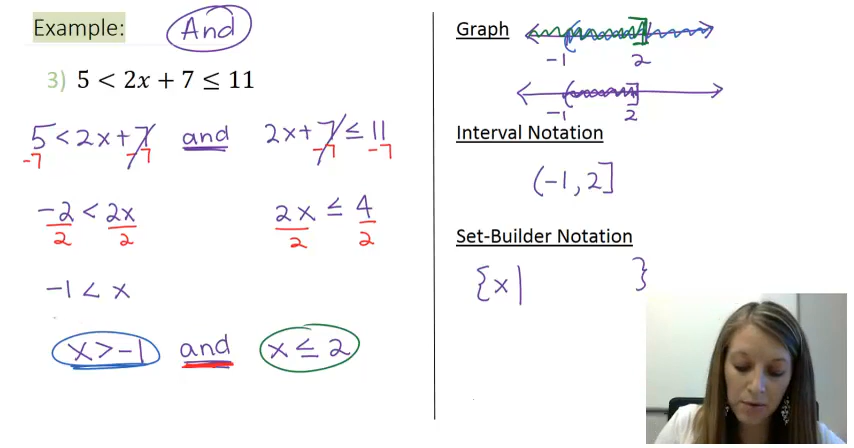 Example: And
3) 5 < 2x + 7 ≤ 11
5 < 2x + 7 and 2x + 7 ≤ 11
-7 -7 -7 -7
-2 < 2x 2x ≤ 4
2 2 2 2
-1 < x
x > -1 and x ≤ 2
Graph
-1 2
-1 2
Interval Notation
(-1, 2]
Set-Builder Notation
{x| }